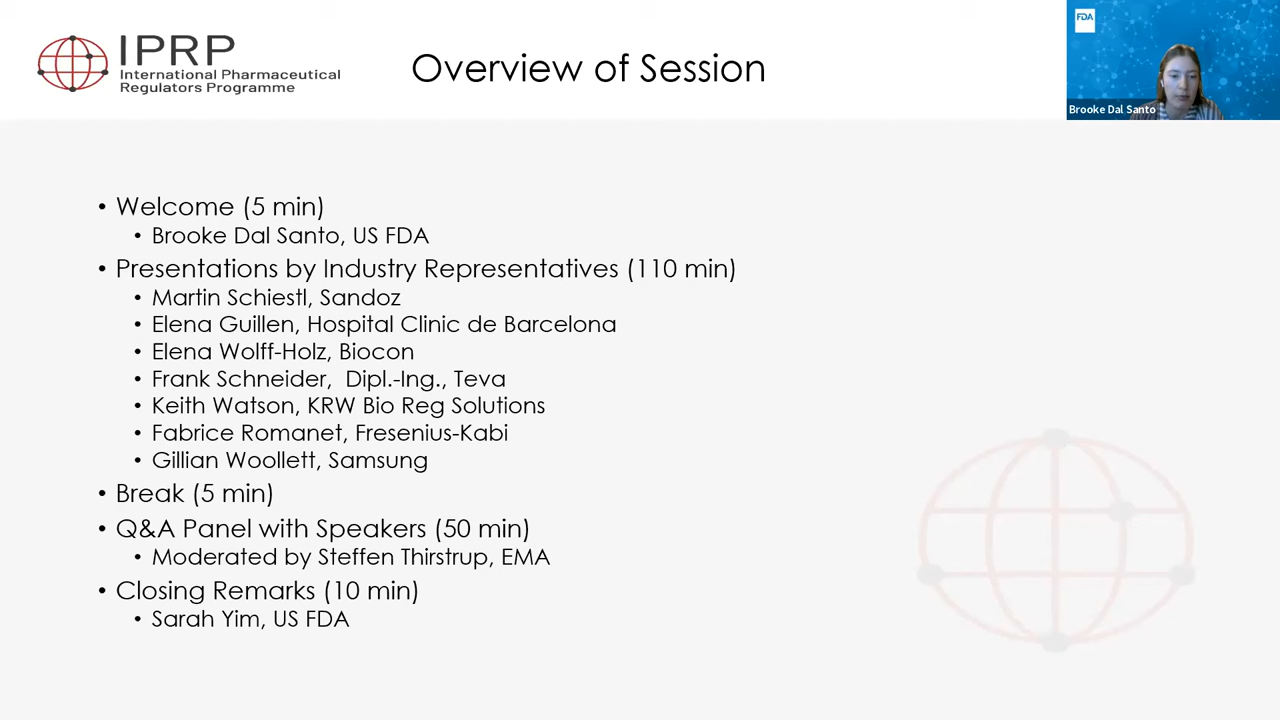 IPRP
International Pharmaceutical
Regulators Programme
Overview of Session
FDA
Brooke Dal Santo
• Welcome (5 min)
• Brooke Dal Santo, US FDA
• Presentations by Industry Representatives (110 min)
• Martin Schiestl, Sandoz
• Elena Guillen, Hospital Clinic de Barcelona
• Elena Wolff-Holz, Biocon
• Frank Schneider,  Dipl.-Ing., Teva
• Keith Watson, KRW Bio Reg Solutions
• Fabrice Romanet, Fresenius-Kabi
• Gillian Woollett, Samsung
• Break (5 min)
• Q&A Panel with Speakers (50 min)
• Moderated by Steffen Thirstrup, EMA
• Closing Remarks (10 min)
• Sarah Yim, US FDA